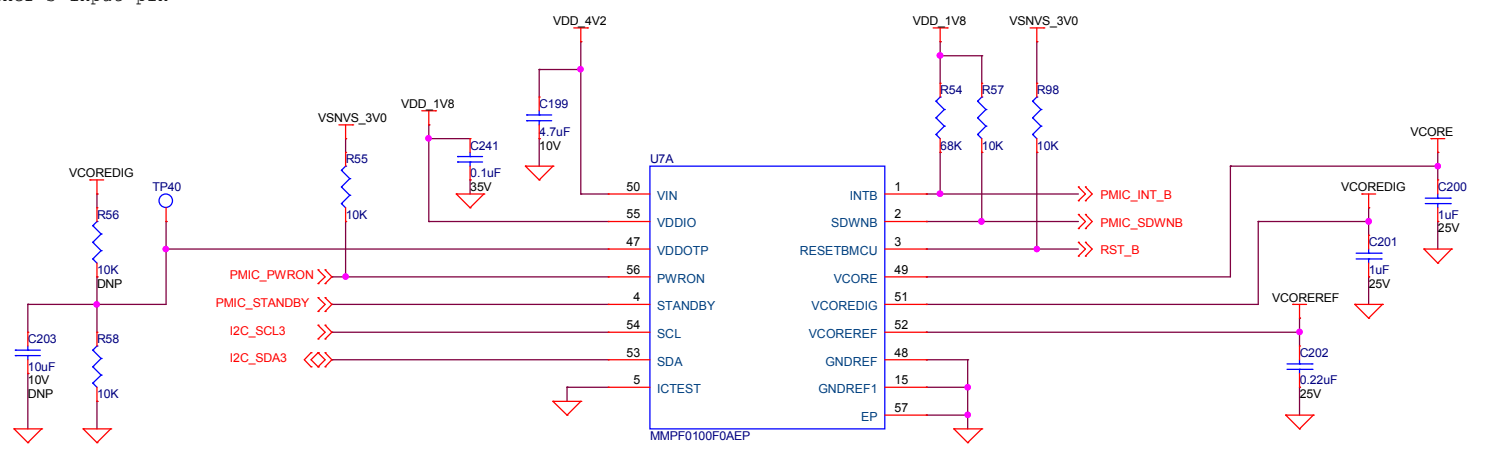 VDD_4V2
VDD_1V8
VSNVS_3V0
R54
R57
R98
C199
4.7uF
10V
68K
10K
10K
VDD_1V8
VSNVS_3V0
C241
0.1uF
35V
R55
10K
VCORE
U7A
VCOREDIG
TP40
R56
10K
DNP
VCOREDIG
C200
1uF
25V
50 VIN INTB 1 PMIC_INT_B
55 VDDIO SDWNB 2 PMIC_SDWNB
47 VDDOTP RESETBMCU 3 RST_B
C201
1uF
25V
PMIC_PWRON 56 PWRON VCORE 49
PMIC_STANDBY 4 STANDBY VCOREDIG 51
VCOREREF
I2C_SCL3 54 SCL VCOREREF 52
I2C_SDA3 53 SDA GNDREF 48
5 ICTEST GNDREF1 15
EP 57
C203
10uF
10V
DNP
R58
10K
C202
0.22uF
25V
MMPF0100F0AEP